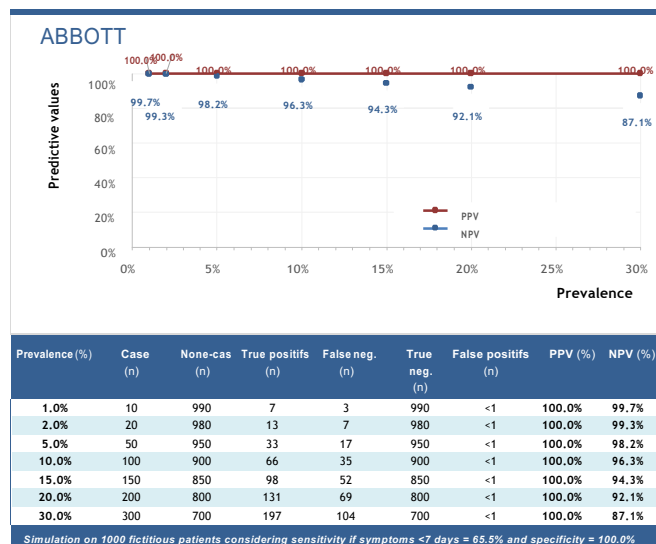 ABBOTT
100.0% 100.0% 100.0% 100.0% 100.0% 100.0% 100.0%
99.7% 99.3% 98.2% 96.3% 94.3% 92.1% 87.1%
Predictive values
100%
80%
60%
40%
20%
0%
PPV
NPV
0% 5% 10% 15% 20% 25% 30%
Prevalence
Prevalence (%) Case (n) None-cas (n) True positifs (n) False neg. (n) True neg. (n) False positifs (n) PPV (%) NPV (%)
1.0% 10 990 7 3 990 <1 100.0% 99.7%
2.0% 20 980 13 7 980 <1 100.0% 99.3%
5.0% 50 950 33 17 950 <1 100.0% 98.2%
10.0% 100 900 66 35 900 <1 100.0% 96.3%
15.0% 150 850 98 52 850 <1 100.0% 94.3%
20.0% 200 800 131 69 800 <1 100.0% 92.1%
30.0% 300 700 197 104 700 <1 100.0% 87.1%
Simulation on 1000 fictitious patients considering sensitivity if symptoms <7 days = 65.5% and specificity = 100.0%